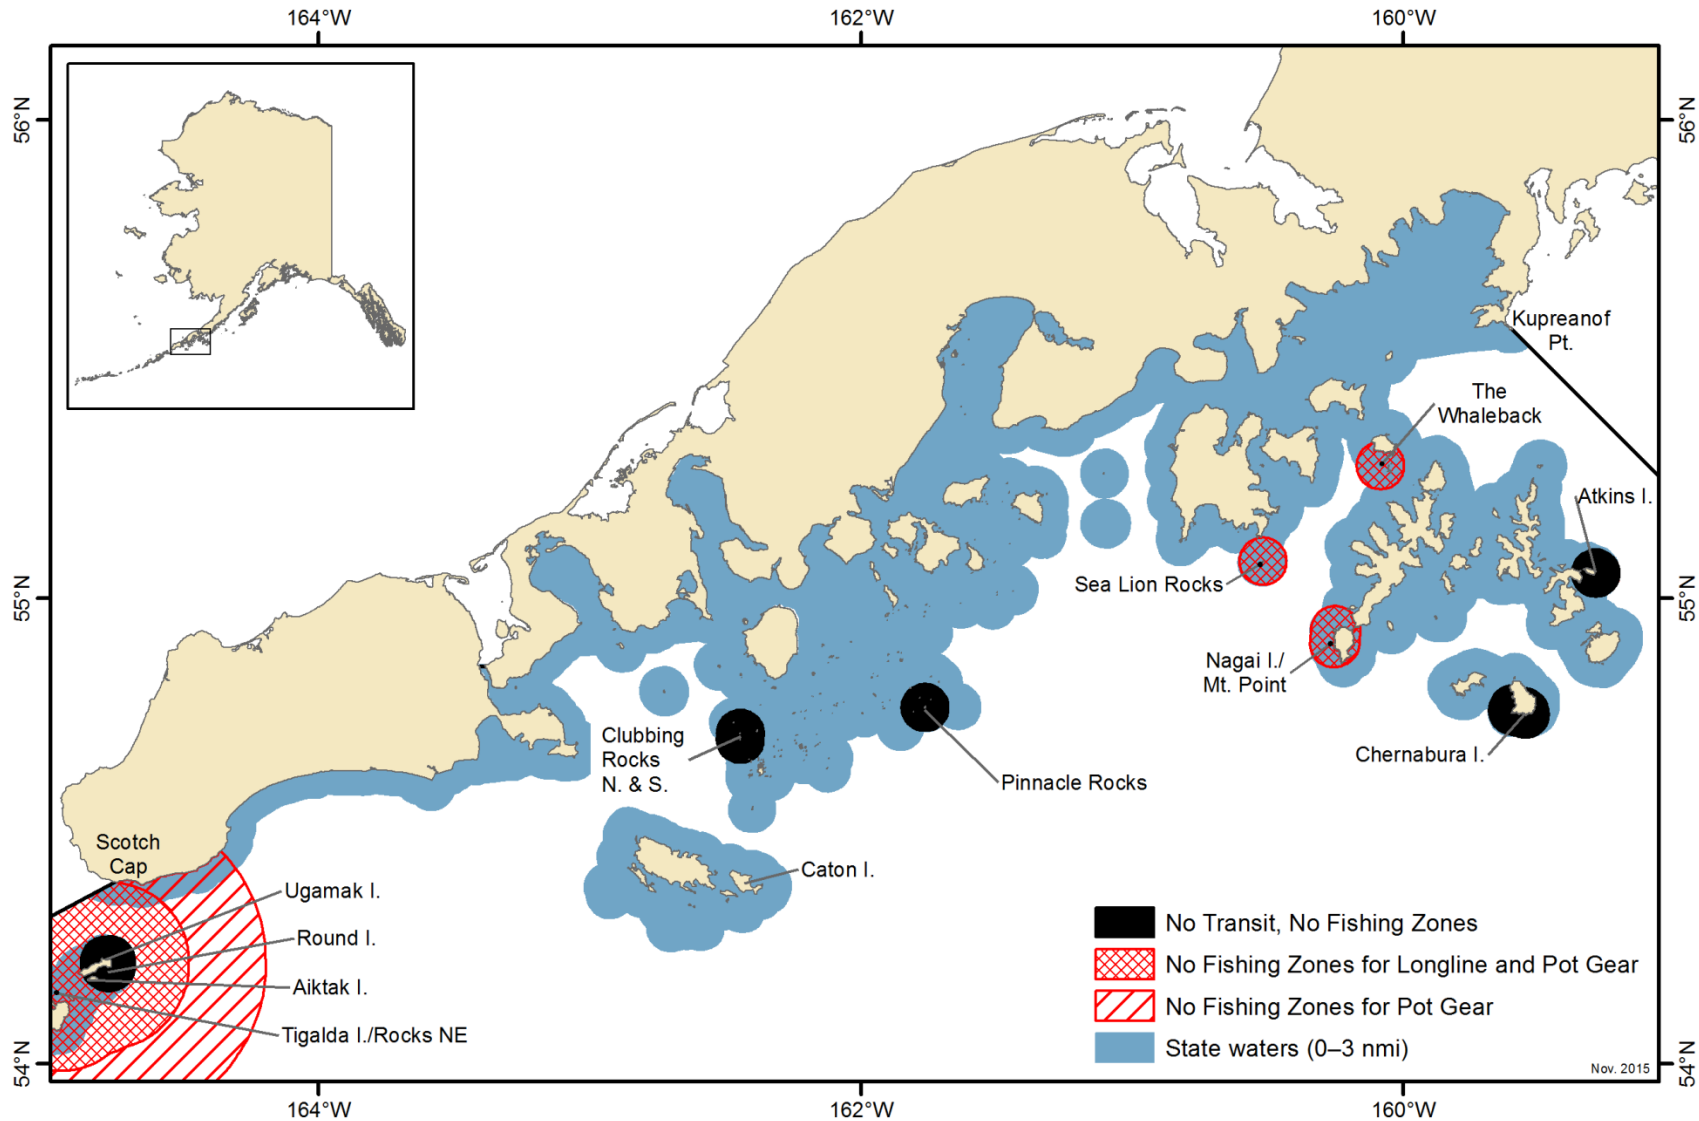 164°W
162°W
160°W
56°N
56°N
Kupreanof
Pt.
The
Whaleback
Atkins I.
55°N
55°N
Sea Lion Rocks
Nagai I./
Mt. Point
Clubbing
Rocks
N. & S.
Chernabura I.
Pinnacle Rocks
Scotch
Cap
Caton I.
Ugamak I.
Round I.
Aiktak I.
Tigalda I./Rocks NE
No Transit, No Fishing Zones
No Fishing Zones for Longline and Pot Gear
No Fishing Zones for Pot Gear
State waters (0–3 nmi)
Nov. 2015
54°N
54°N
164°W
162°W
160°W